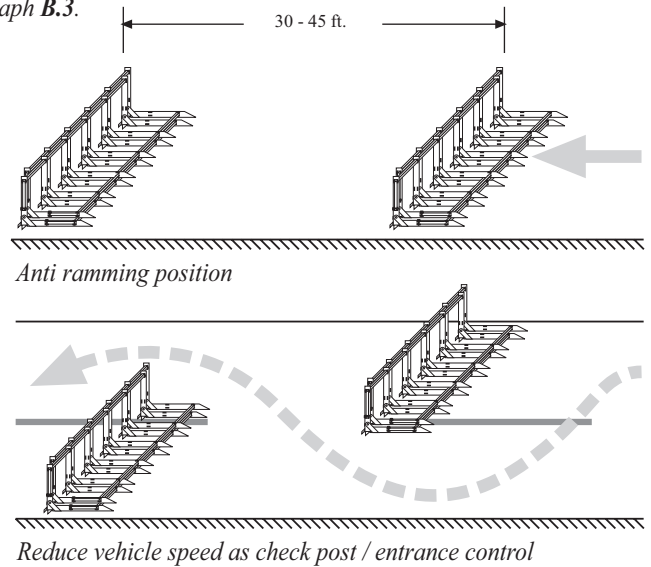 aph B.3.
30 - 45 ft.
Anti ramming position
Reduce vehicle speed as check post / entrance control